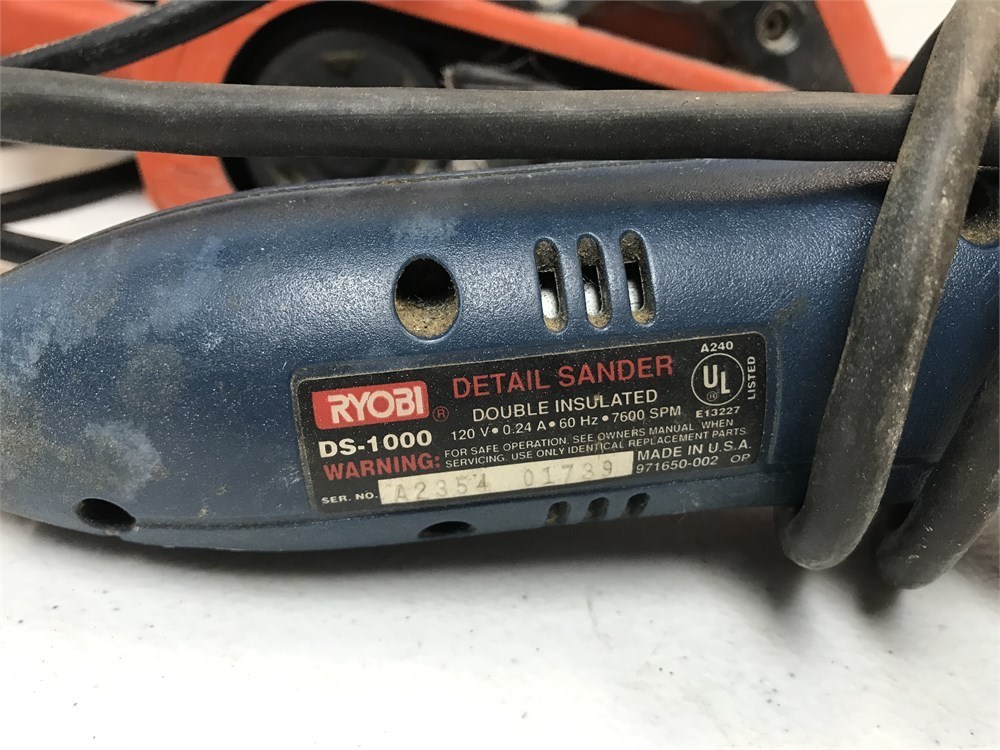 RYOBI ® DETAIL SANDER
DS-1000 DOUBLE INSULATED
120 V • 0.24 A • 60 Hz • 7600 SPM
WARNING: FOR SAFE OPERATION, SEE OWNERS MANUAL WHEN
SERVICING. USE ONLY IDENTICAL REPLACEMENT PARTS.
SER. NO. A2354 01739
MADE IN U.S.A.
971650-002 OP
A240
UL ®
LISTED
E13227